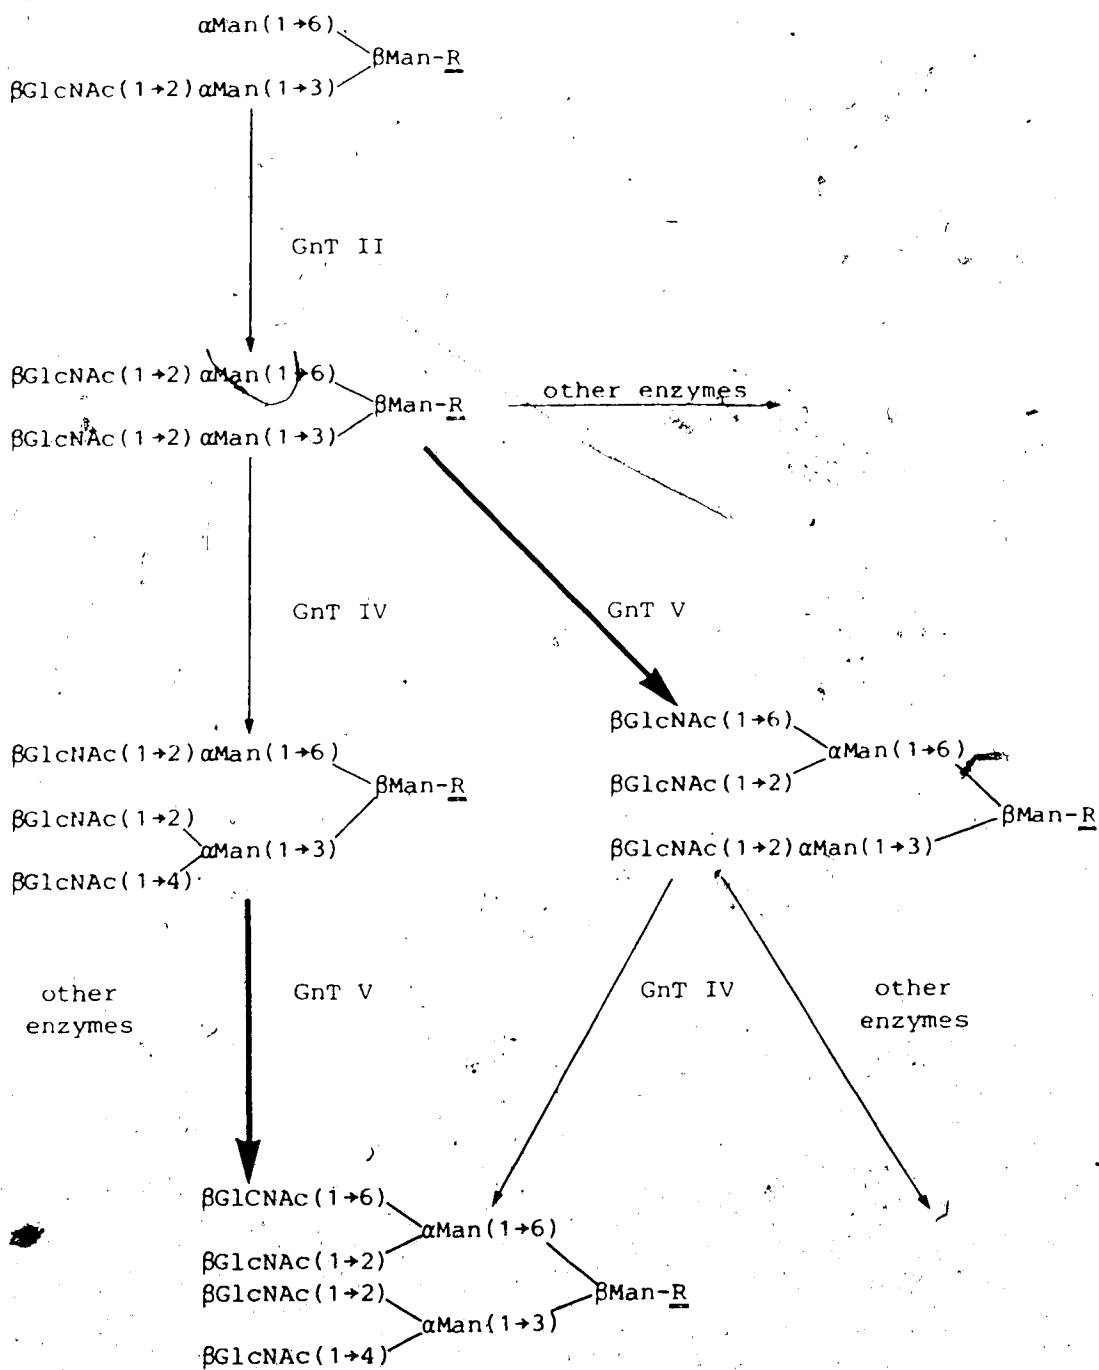 αMan(1→6)
βMan-R
βGlcNAc(1→2)αMan(1→3)
GnT II
βGlcNAc(1→2)αMan(1→6)
other enzymes
βMan-R
βGlcNAc(1→2)αMan(1→3)
GnT IV
GnT V
βGlcNAc(1→2)αMan(1→6)
βMan-R
βGlcNAc(1→2)
αMan(1→3)
βGlcNAc(1→4)
βGlcNAc(1→6)
αMan(1→6)
βGlcNAc(1→2)
βMan-R
βGlcNAc(1→2)αMan(1→3)
other
enzymes
GnT V
GnT IV
other
enzymes
βGlCNAc(1→6)
αMan(1→6)
βGlcNAc(1→2)
βGlcNAc(1→2)
βMan-R
αMan(1→3)
βGlcNAc(1→4)